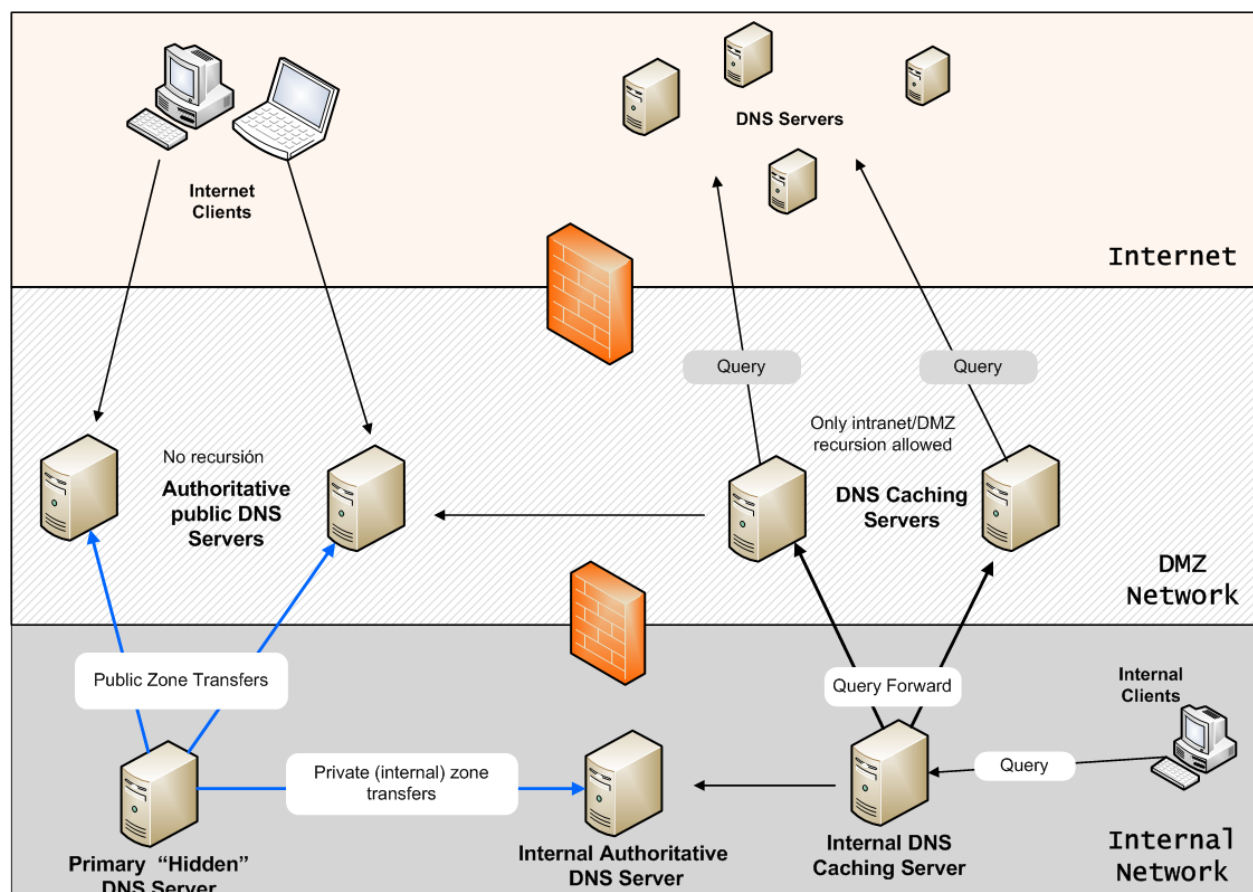 DNS Servers
Internet
Clients
Internet
Query
Query
Only intranet/DMZ
recursion allowed
No recursión
Authoritative
public DNS
Servers
DNS Caching
Servers
DMZ
Network
Public Zone Transfers
Query Forward
Internal
Clients
Private (internal) zone
transfers
Query
Primary “Hidden”
DNS Server
Internal Authoritative
DNS Server
Internal DNS
Caching Server
Internal
Network